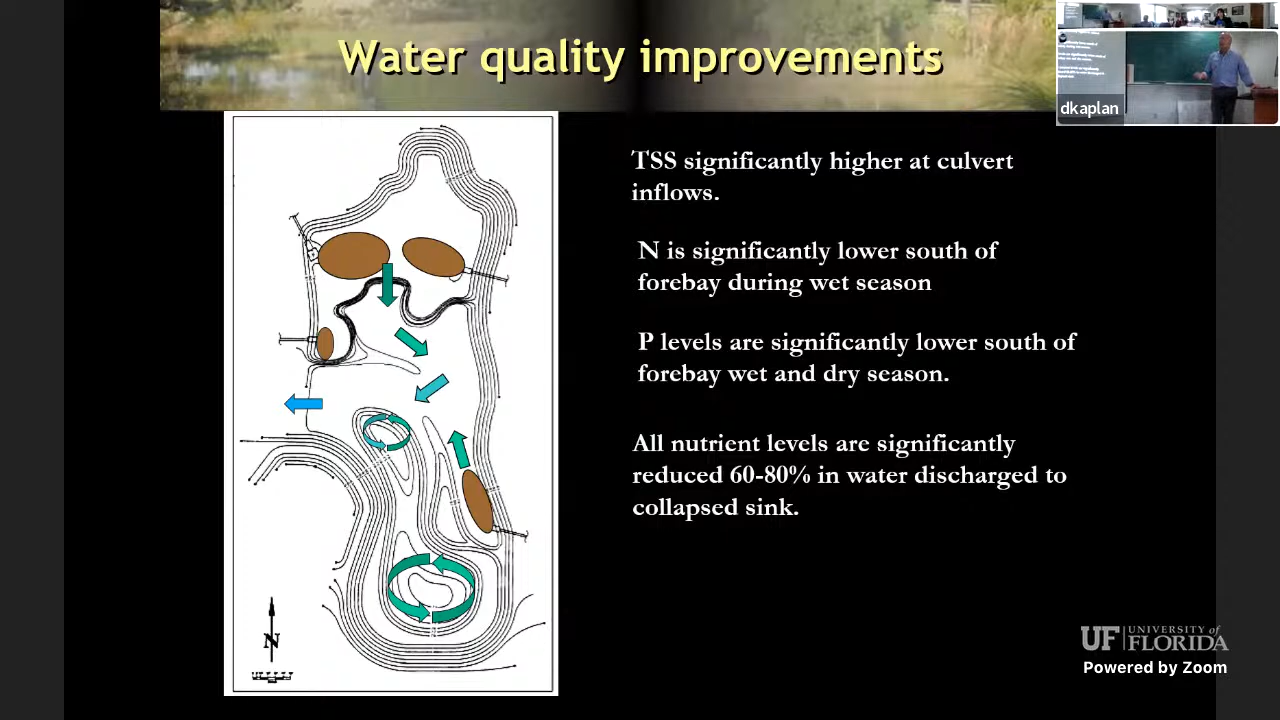 Water quality improvements
dkaplan
TSS significantly higher at culvert
inflows.
N is significantly lower south of
forebay during wet season
P levels are significantly lower south of
forebay wet and dry season.
All nutrient levels are significantly
reduced 60-80% in water discharged to
collapsed sink.
N
UF UNIVERSITY of
FLORIDA
Powered by Zoom